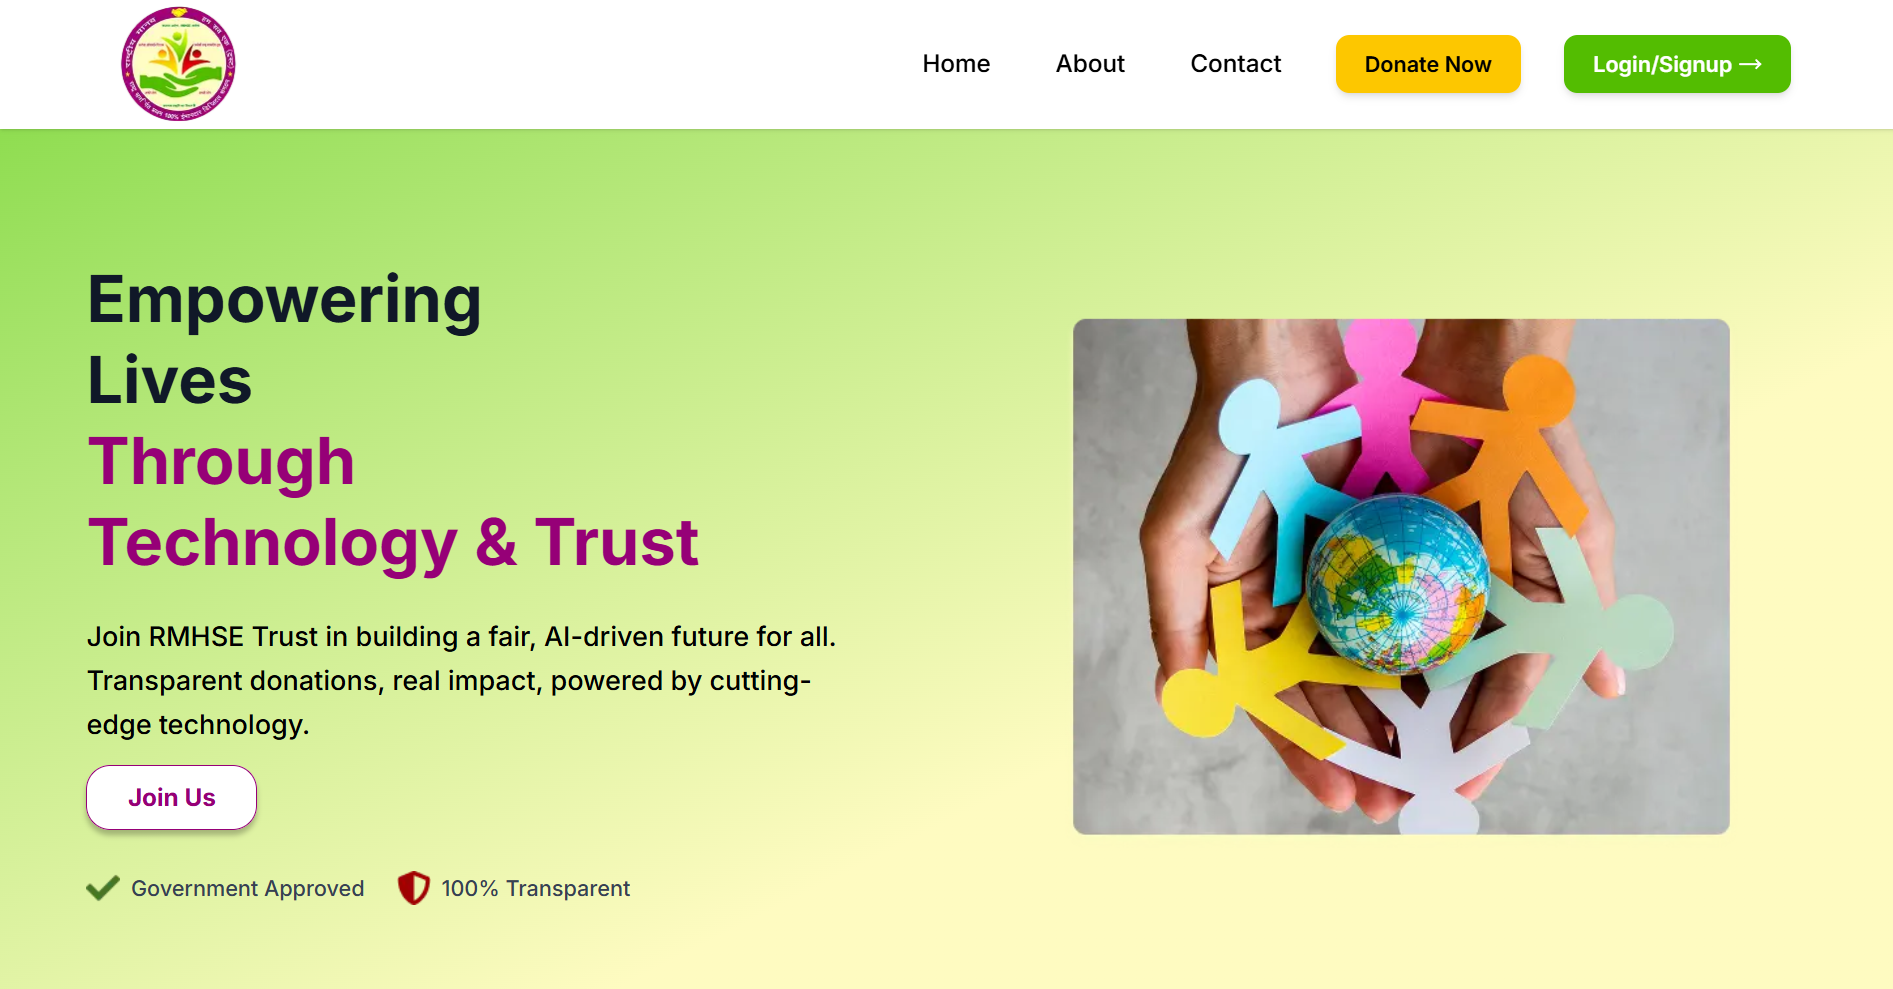 Home
About
Contact
Donate Now
Login/Signup →
Empowering
Lives
Through
Technology & Trust
Join RMHSE Trust in building a fair, AI-driven future for all.
Transparent donations, real impact, powered by cutting-
edge technology.
Join Us
Government Approved
100% Transparent